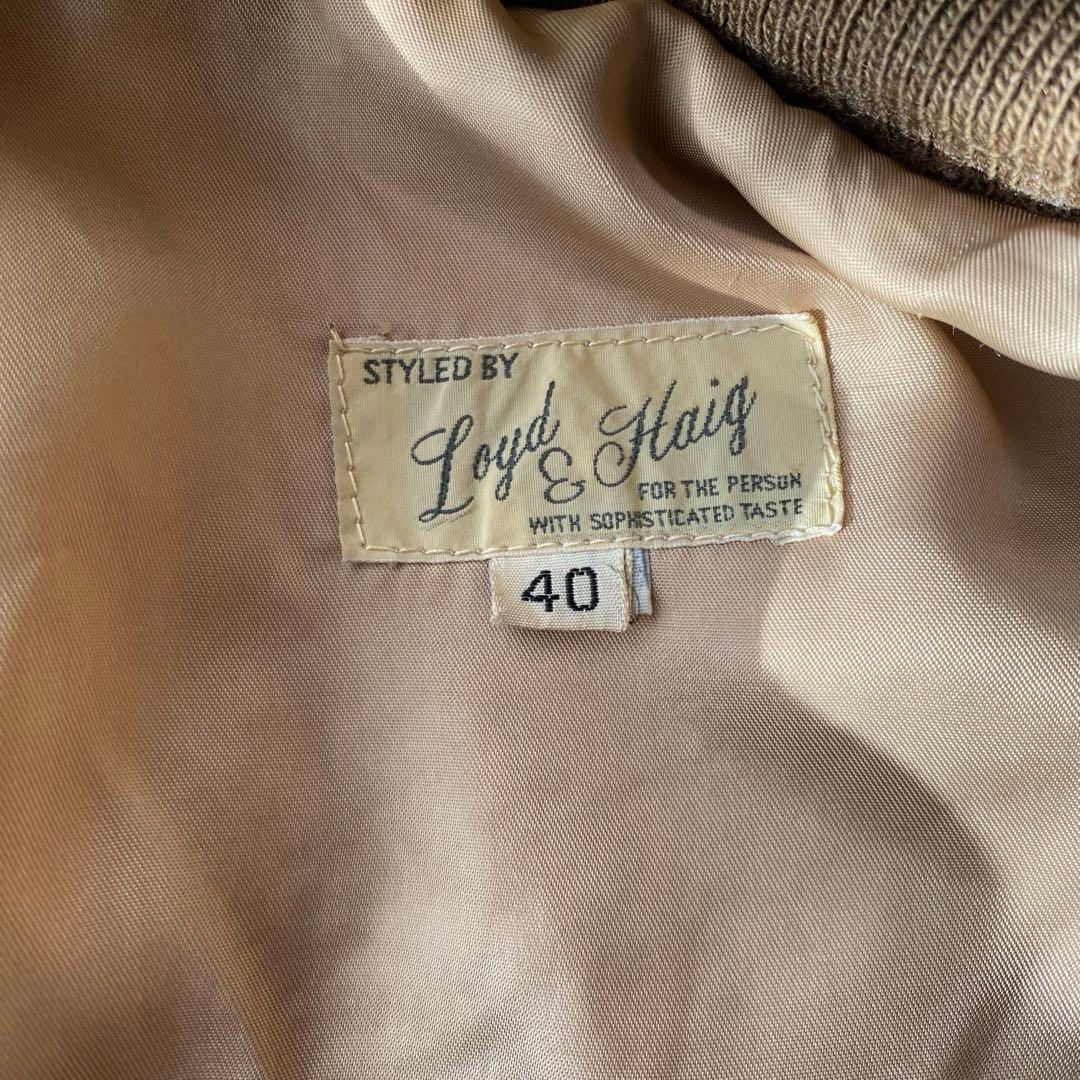 STYLED BY
Loyd
& Haig
FOR THE PERSON
WITH SOPHISTICATED TASTE
40